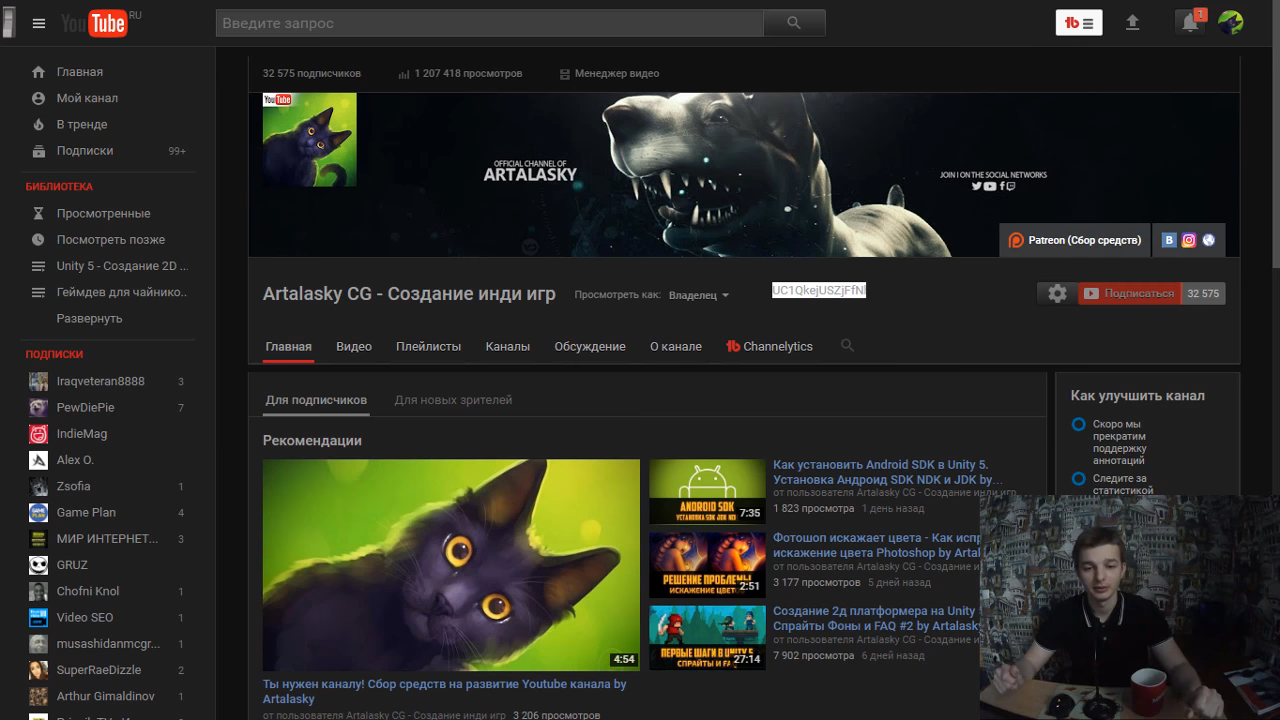 YouTube RU
Введите запрос
1
Главная
Мой канал
В тренде
Подписки 99+
БИБЛИОТЕКА
Просмотренные
Посмотреть позже
Unity 5 - Создание 2D ...
Геймдев для чайнико..
Развернуть
ПОДПИСКИ
Iraqveteran8888 3
PewDiePie 7
IndieMag
Alex O.
Zsofia 1
Game Plan 4
МИР ИНТЕРНЕТ... 3
GRUZ
Chofni Knol 1
Video SEO 1
musashidanmcgr... 1
SuperRaeDizzle 2
Arthur Gimaldinov 1
32 575 подписчиков
1 207 418 просмотров
Менеджер видео
YouTube
OFFICIAL CHANNEL OF
ARTALASKY
JOIN I ON THE SOCIAL NETWORKS
Patreon (Сбор средств)
Artalasky CG - Создание инди игр
Просмотреть как: Владелец
UC1QkejUSZjFfN
Подписаться 32 575
Главная
Видео
Плейлисты
Каналы
Обсуждение
О канале
Channelytics
Для подписчиков
Для новых зрителей
Рекомендации
4:54
Ты нужен каналу! Сбор средств на развитие Youtube канала by
Artalasky
от пользователя Artalasky CG - Создание инди игр 3 206 просмотров
ANDROID SDK
УСТАНОВКА SDK JDK
7:35
Как установить Android SDK в Unity 5.
Установка Андроид SDK NDK и JDK by...
от пользователя Artalasky CG - Создание инди игр
1 823 просмотра 1 день назад
РЕШЕНИЕ ПРОБЛЕМЫ
ИСКАЖЕНИЕ
2:51
Фотошоп искажает цвета - Как испр
искажение цвета Photoshop by Artal
от пользователя Artalasky CG - Создание и
3 177 просмотров 5 дней назад
ПЕРВЫЕ ШАГИ В UNITY 5
СПРАЙТЫ И
27:14
Создание 2д платформера на Unity
Спрайты Фоны и FAQ #2 by Artalasky
от пользователя Artalasky CG - Создание и
7 902 просмотра 6 дней назад
Как улучшить канал
Скоро мы
прекратим
поддержку
аннотаций
Следите за
статистикой